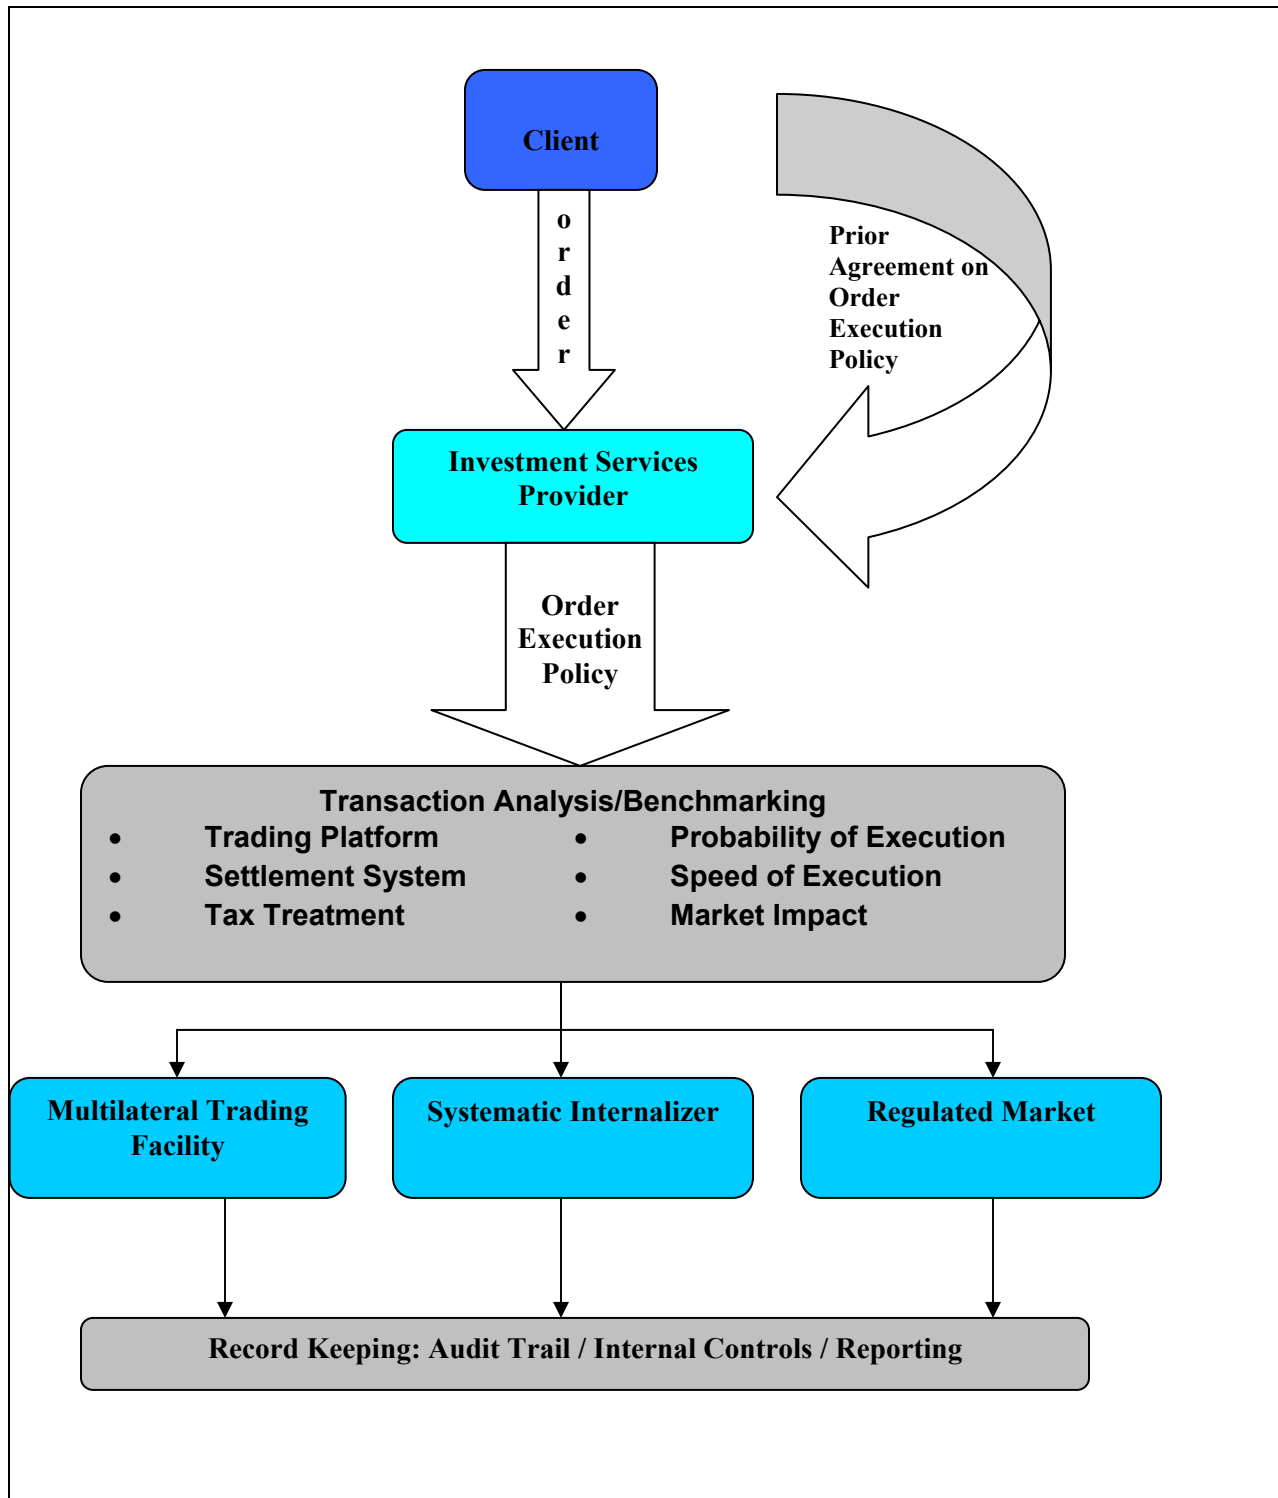 Client
order
Prior
Agreement on
Order
Execution
Policy
Investment Services
Provider
Order
Execution
Policy
Transaction Analysis/Benchmarking
• Trading Platform • Probability of Execution
• Settlement System • Speed of Execution
• Tax Treatment • Market Impact
Multilateral Trading
Facility
Systematic Internalizer
Regulated Market
Record Keeping: Audit Trail / Internal Controls / Reporting